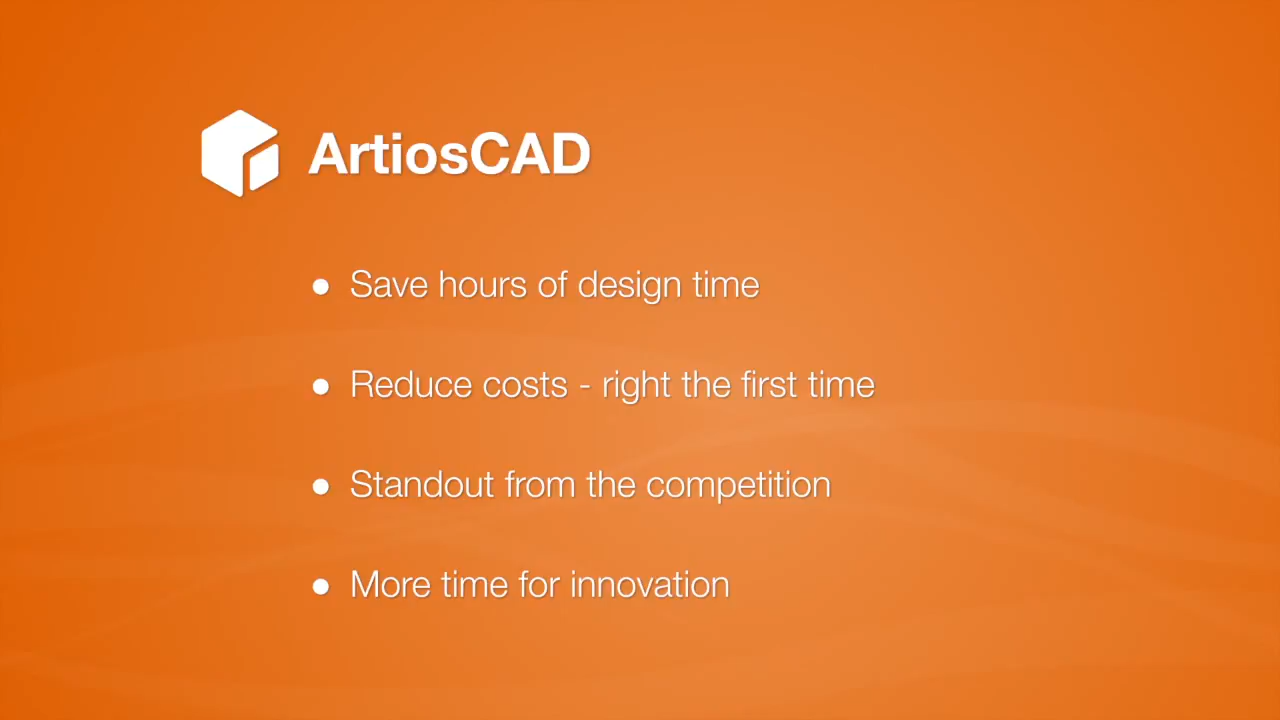 ArtiosCAD
● Save hours of design time
● Reduce costs - right the first time
● Standout from the competition
● More time for innovation